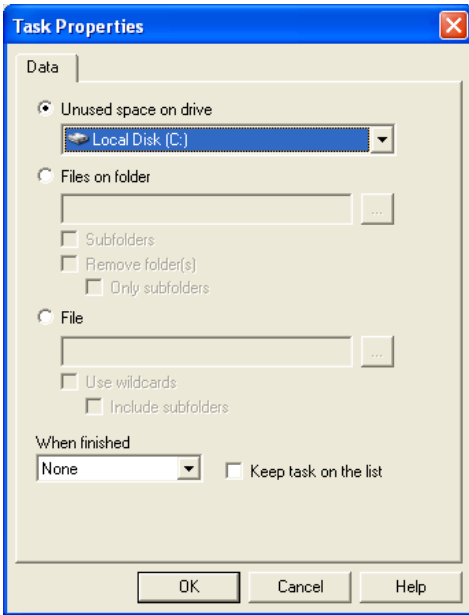 Task Properties
Data
Unused space on drive
Local Disk (C:)
Files on folder
...
Subfolders
Remove folder(s)
Only subfolders
File
...
Use wildcards
Include subfolders
When finished
None
Keep task on the list
OK Cancel Help